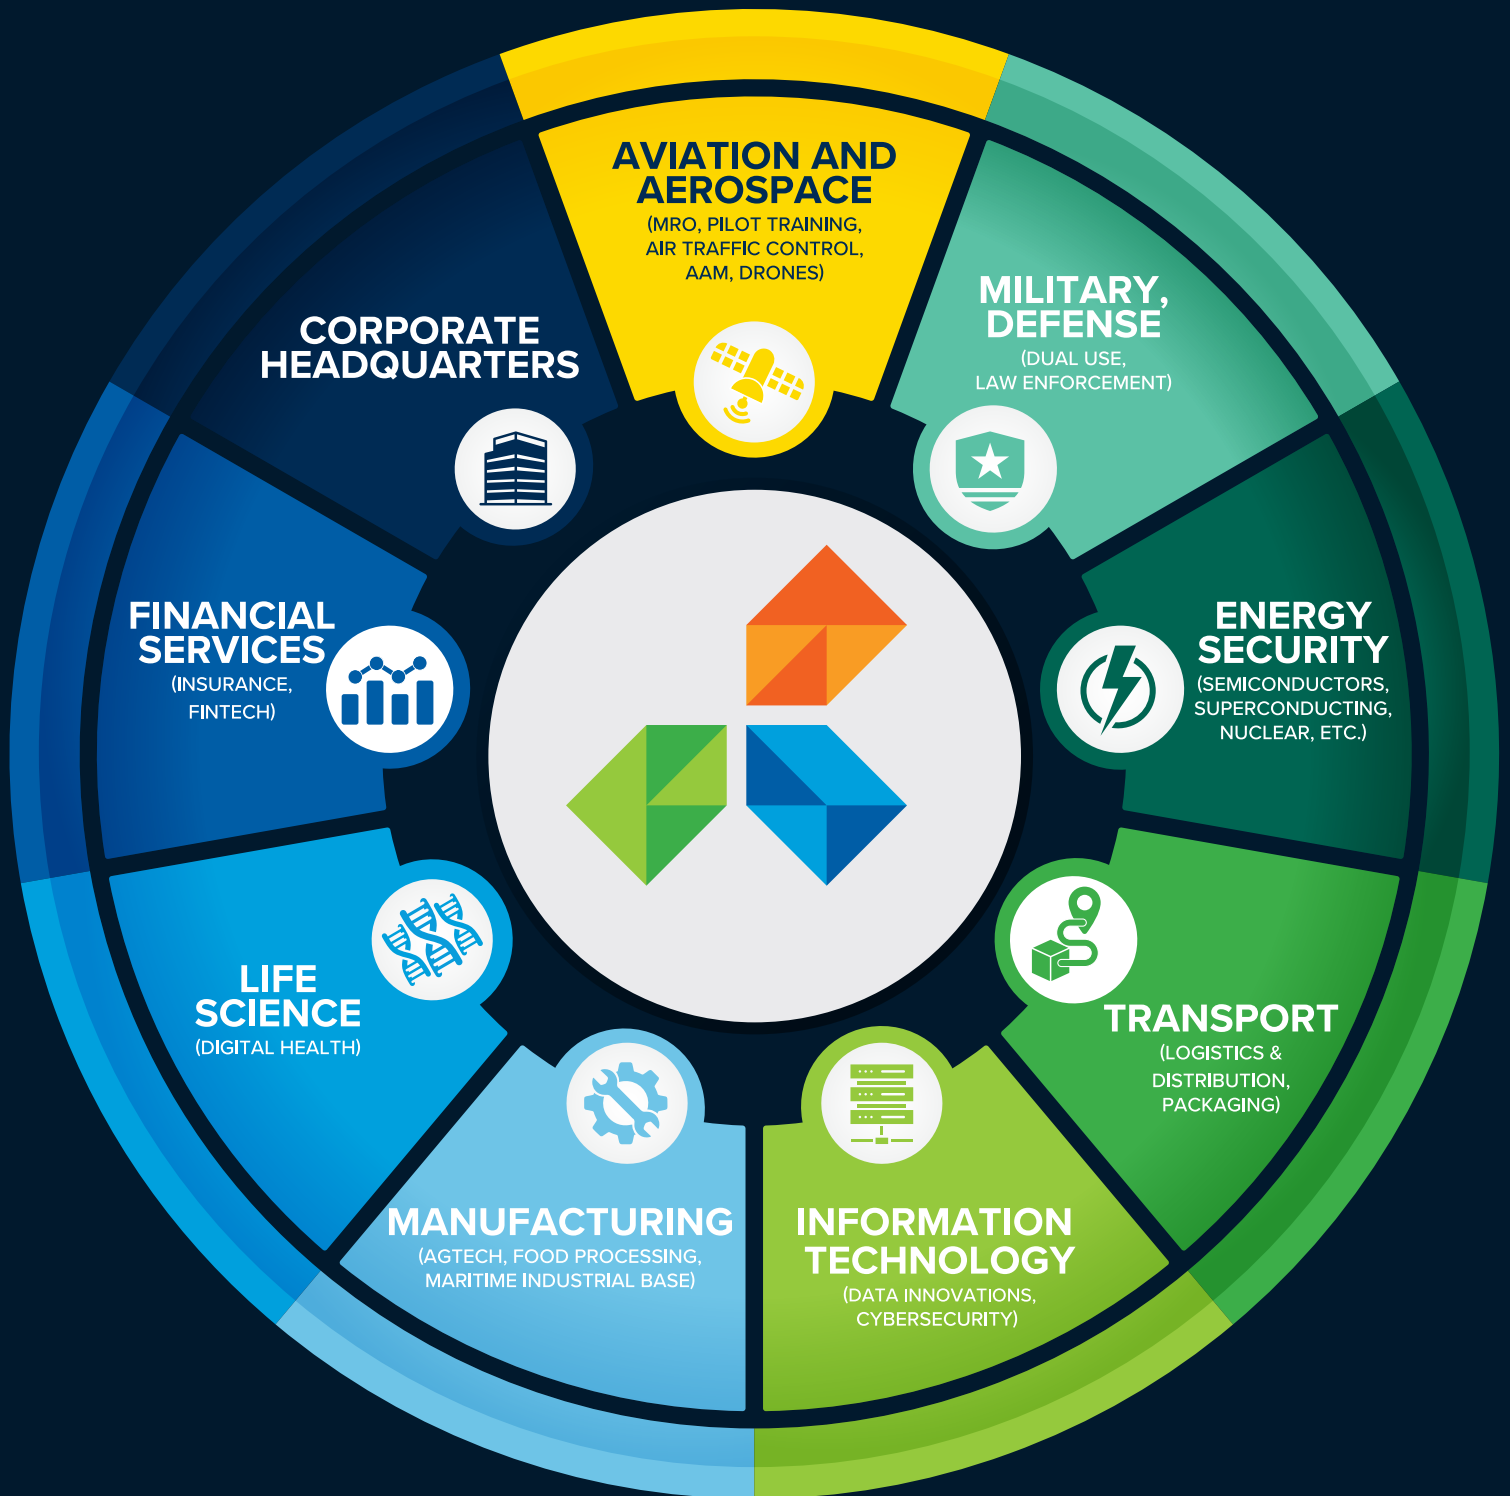 AVIATION AND
AEROSPACE
(MRO, PILOT TRAINING,
AIR TRAFFIC CONTROL,
AAM, DRONES)
MILITARY,
DEFENSE
(DUAL USE,
LAW ENFORCEMENT)
ENERGY
SECURITY
(SEMICONDUCTORS,
SUPERCONDUCTING,
NUCLEAR, ETC.)
TRANSPORT
(LOGISTICS &
DISTRIBUTION,
PACKAGING)
INFORMATION
TECHNOLOGY
(DATA INNOVATIONS,
CYBERSECURITY)
MANUFACTURING
(AGTECH, FOOD PROCESSING,
MARITIME INDUSTRIAL BASE)
LIFE
SCIENCE
(DIGITAL HEALTH)
FINANCIAL
SERVICES
(INSURANCE,
FINTECH)
CORPORATE
HEADQUARTERS